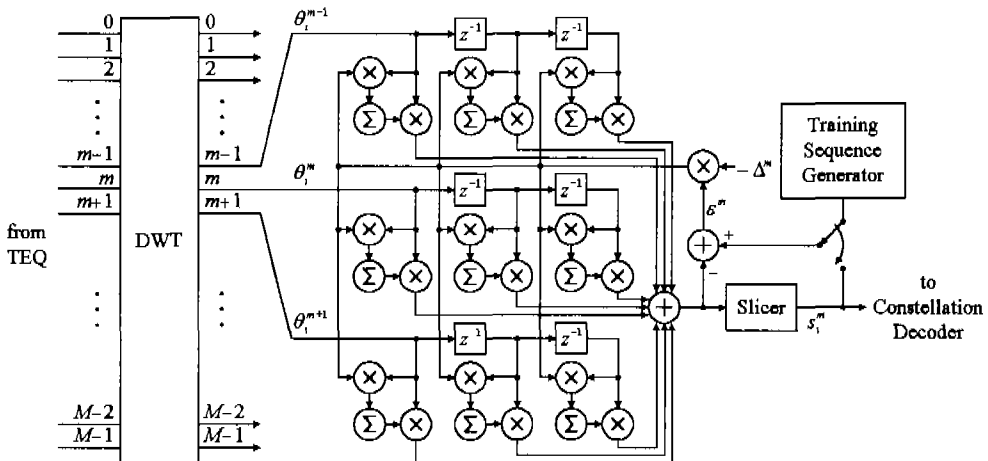 0 0
1 1
2 2
m-1 m-1
m m
m+1 m+1
from
TEQ
DWT
M-2 M-2
M-1 M-1
θ_i^{m-1}
z^{-1} z^{-1}
× × ×
Σ × Σ × Σ ×
θ_i^m
z^{-1} z^{-1}
× × ×
Σ × Σ × Σ ×
θ_i^{m+1}
z^{-1} z^{-1}
× × ×
Σ × Σ × Σ ×
×
- Δ^m
ε^m
+
+
-
+
Training
Sequence
Generator
Slicer
s_i^m
to
Constellation
Decoder